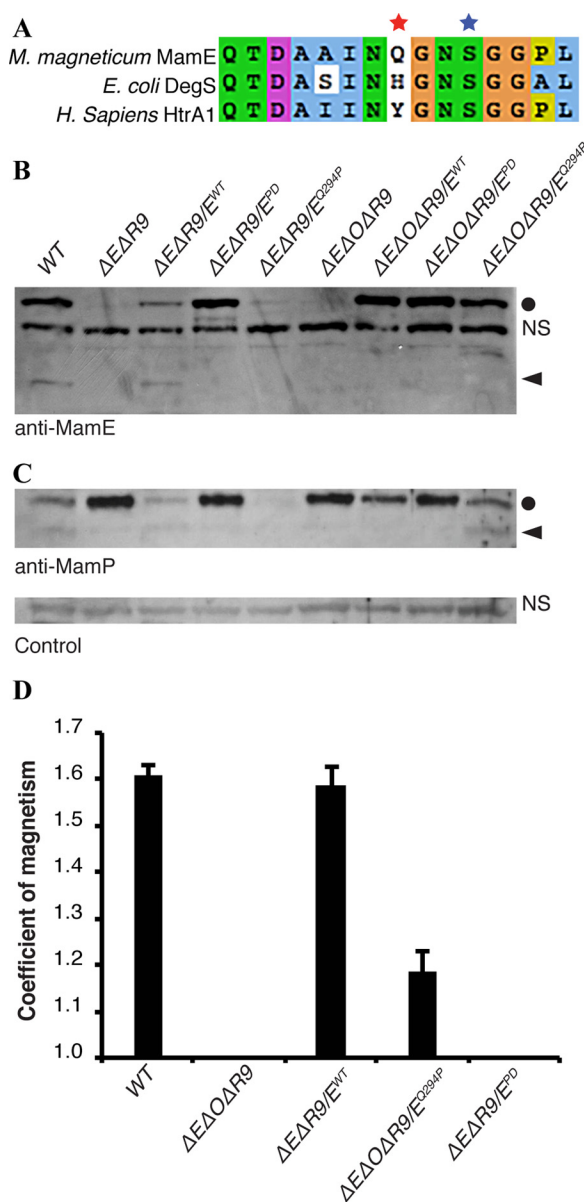 A
M. magneticum MamE QTDAAINQGNSGGPL
E. coli DegS QTDASINHGNSGGAL
H. Sapiens HtrA1 QTDAIINYGNSGGPL
B
WT ΔEΔR9 ΔEΔR9/E^WT ΔEΔR9/E^PD ΔEΔR9/E^Q294P ΔEΔOΔR9 ΔEΔOΔR9/E^WT ΔEΔOΔR9/E^PD ΔEΔOΔR9/E^Q294P
NS
anti-MamE
C
anti-MamP
NS
Control
D
Coefficient of magnetism
1.7
1.6
1.5
1.4
1.3
1.2
1.1
1.0
WT ΔEΔOΔR9 ΔEΔR9/E^WT ΔEΔOΔR9/E^Q294P ΔEΔR9/E^PD